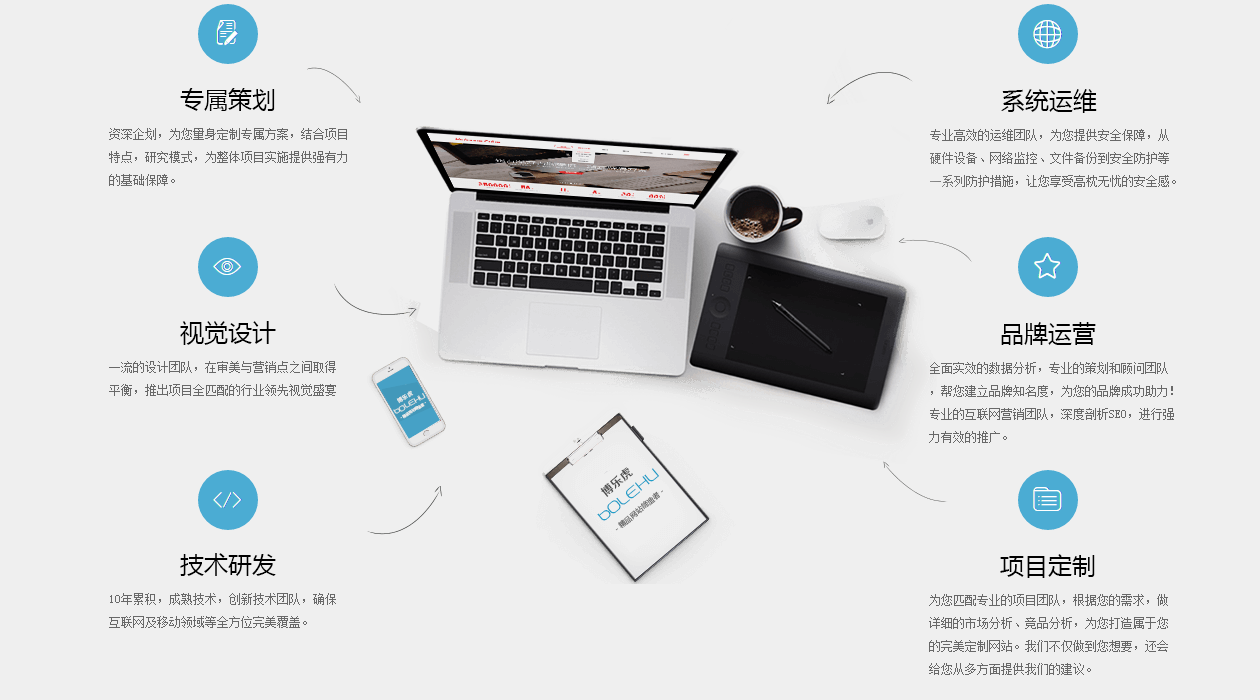 专属策划
资深企划，为您量身定制专属方案，结合项目
特点，研究模式，为整体项目实施提供强有力
的基础保障。
视觉设计
一流的设计团队，在审美与营销点之间取得
平衡，推出项目全匹配的行业领先视觉盛宴
技术研发
10年累积，成熟技术，创新技术团队，确保
互联网及移动领域等全方位完美覆盖。
博乐虎
bOLEHU
博乐虎
bOLEHU
-精品网站缔造者-
系统运维
专业高效的运维团队，为您提供安全保障，从
硬件设备、网络监控、文件备份到安全防护等
一系列防护措施，让您享受高枕无忧的安全感。
品牌运营
全面实效的数据分析，专业的策划和顾问团队
，帮您建立品牌知名度，为您的品牌成功助力！
专业的互联网营销团队，深度剖析SEO，进行强
力有效的推广。
项目定制
为您匹配专业的项目团队，根据您的需求，做
详细的市场分析、竞品分析，为您打造属于您
的完美定制网站。我们不仅做到您想要，还会
给您从多方面提供我们的建议。